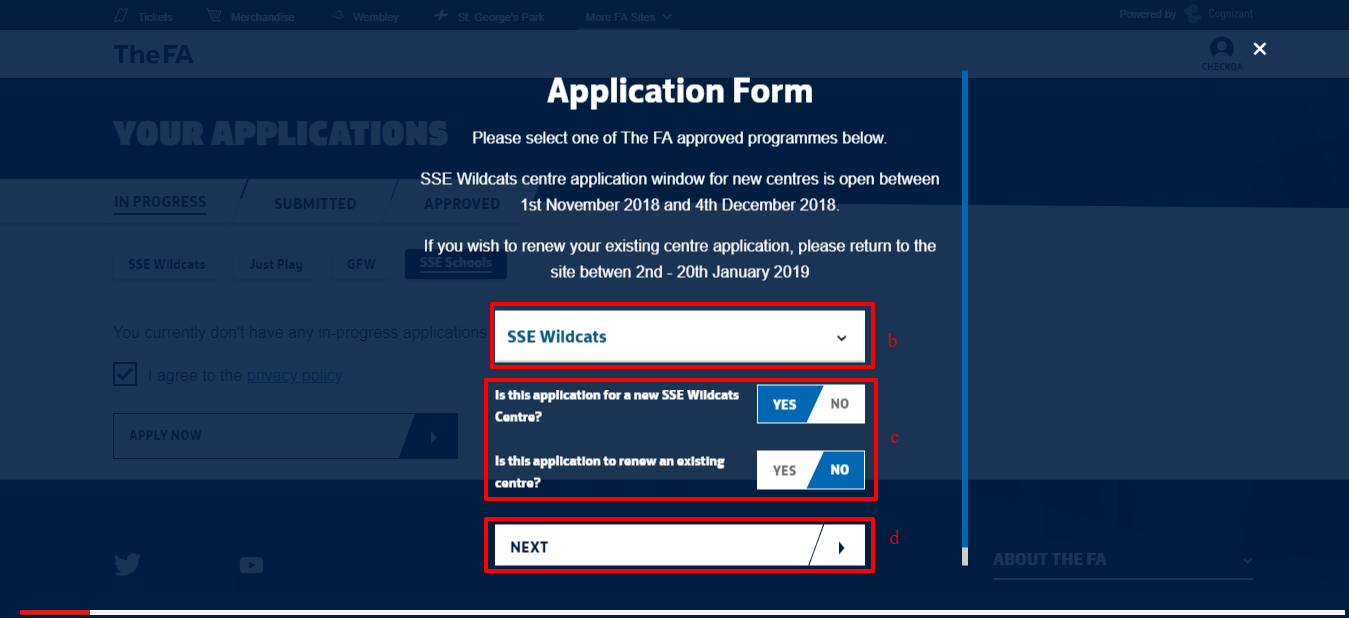 Tickets Merchandise Wembley St. George's Park More FA Sites Powered by Cognizant
TheFA
CHECKQA
Application Form
YOUR APPLICATIONS
Please select one of The FA approved programmes below.
SSE Wildcats centre application window for new centres is open between
1st November 2018 and 4th December 2018.
IN PROGRESS SUBMITTED APPROVED
If you wish to renew your existing centre application, please return to the
site betwen 2nd - 20th January 2019
SSE Wildcats Just Play GFW SSE Schools
You currently don't have any in-progress applications
SSE Wildcats
b
I agree to the privacy policy
Is this application for a new SSE Wildcats
Centre?
YES NO
c
APPLY NOW
Is this application to renew an existing
centre?
YES NO
NEXT
d
ABOUT THE FA